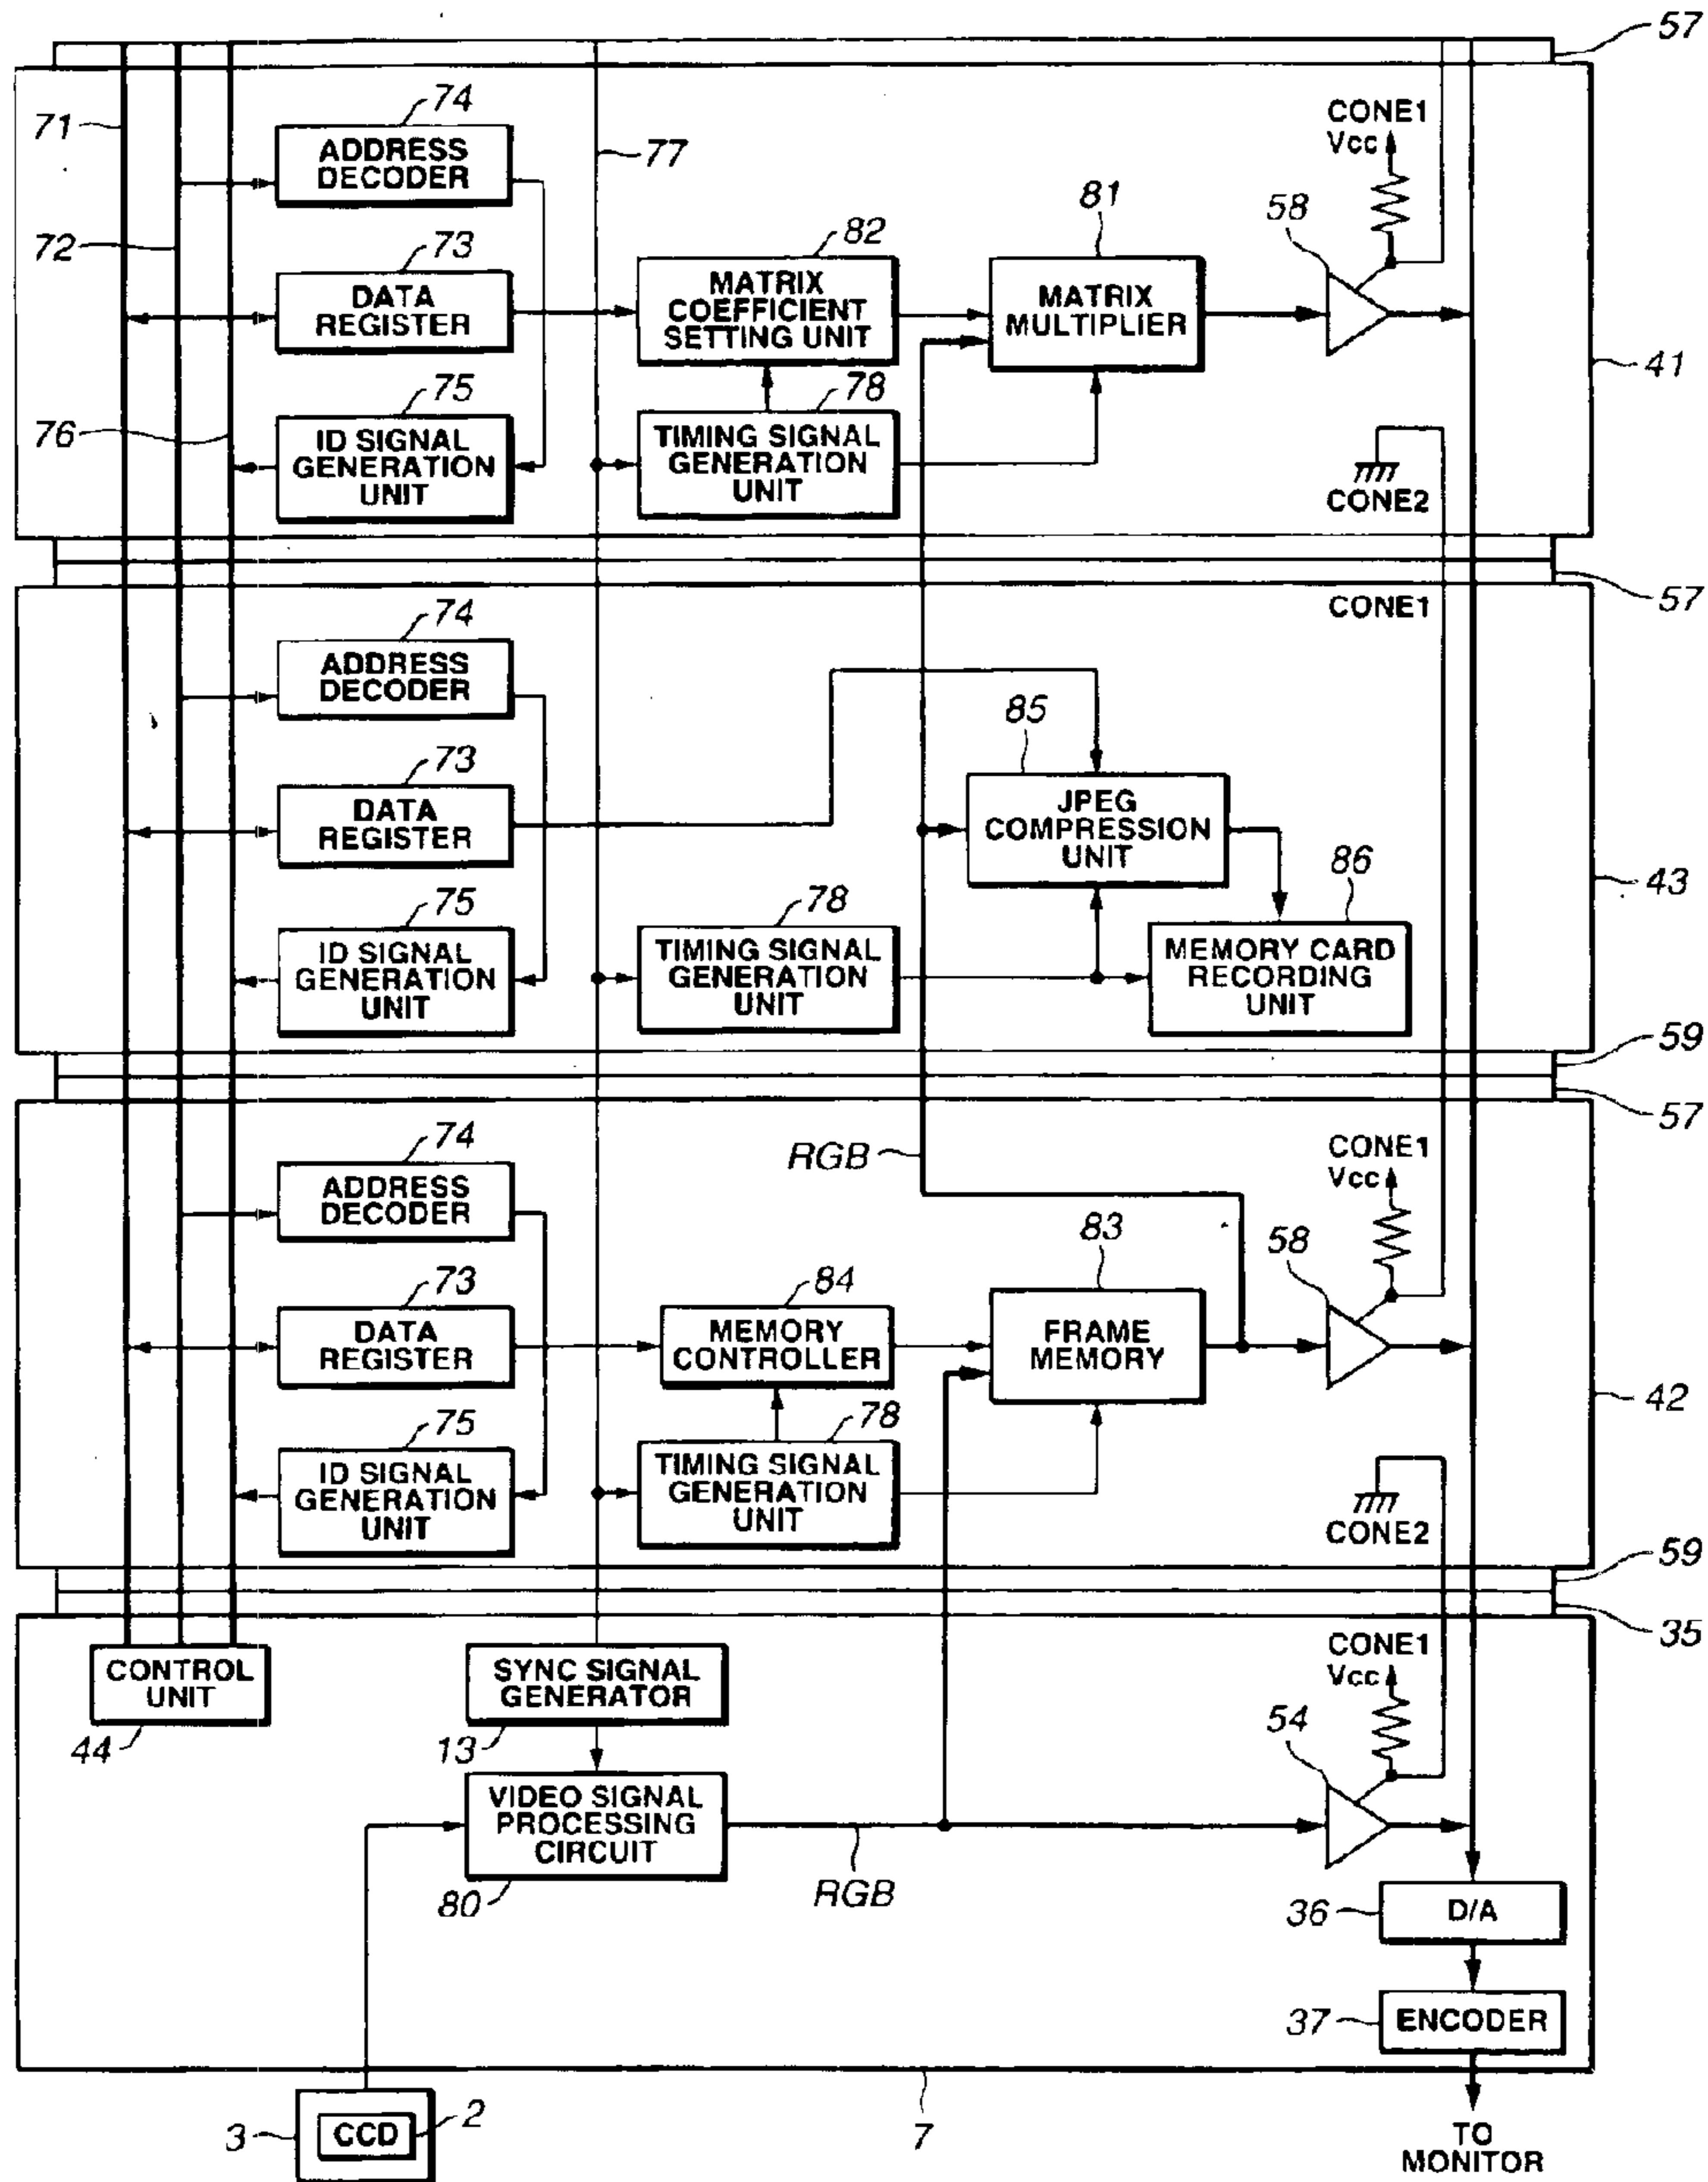 57
71
74
ADDRESS
DECODER
77
CONE1
Vcc
72
73
DATA
REGISTER
82
MATRIX
COEFFICIENT
SETTING UNIT
81
MATRIX
MULTIPLIER
58
41
76
75
ID SIGNAL
GENERATION
UNIT
78
TIMING SIGNAL
GENERATION
UNIT
CONE2
57
CONE1
74
ADDRESS
DECODER
73
DATA
REGISTER
85
JPEG
COMPRESSION
UNIT
86
MEMORY CARD
RECORDING
UNIT
43
75
ID SIGNAL
GENERATION
UNIT
78
TIMING SIGNAL
GENERATION
UNIT
59
57
74
ADDRESS
DECODER
RGB
CONE1
Vcc
73
DATA
REGISTER
84
MEMORY
CONTROLLER
83
FRAME
MEMORY
58
42
75
ID SIGNAL
GENERATION
UNIT
78
TIMING SIGNAL
GENERATION
UNIT
CONE2
59
35
CONTROL
UNIT
44
SYNC SIGNAL
GENERATOR
13
CONE1
Vcc
54
VIDEO SIGNAL
PROCESSING
CIRCUIT
80
RGB
36
D/A
37
ENCODER
3
CCD
2
7
TO
MONITOR